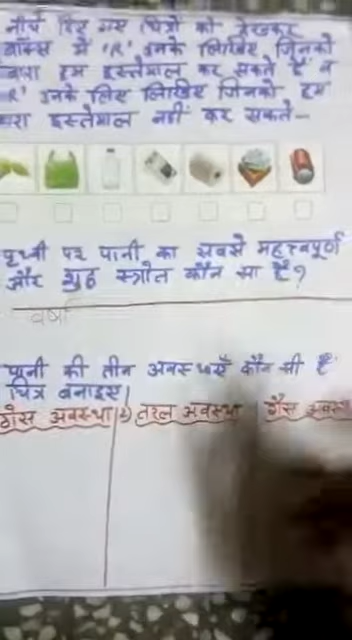 नीचे दिए गए चित्रों को देखकर
बॉक्स में 'R' उनके लिखिए जिनको
हम इस्तेमाल कर सकते हैं व
R' उनके लिए लिखिए जिनको हम
इस्तेमाल नहीं कर सकते-
पृथ्वी पर पानी का सबसे महत्त्वपूर्ण
और शुद्ध स्त्रोत कौन सा है?
वर्षा
पानी की तीन अवस्थाएँ कौन सी हैं
चित्र बनाइए।
ठोस अवस्था
तरल अवस्था
गैस